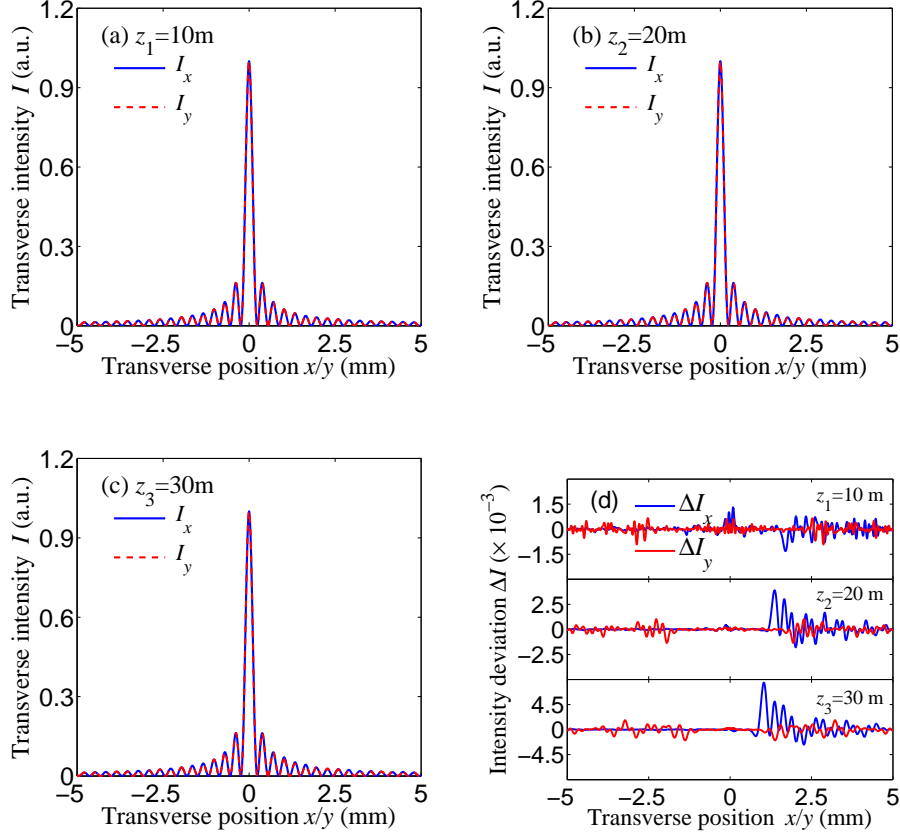 (a) z1=10m
Ix
Iy
Transverse intensity I (a.u.)
1.2
0.9
0.6
0.3
0
−5 −2.5 0 2.5 5
Transverse position x/y (mm)
(b) z2=20m
Ix
Iy
Transverse intensity I (a.u.)
1.2
0.9
0.6
0.3
0
−5 −2.5 0 2.5 5
Transverse position x/y (mm)
(c) z3=30m
Ix
Iy
Transverse intensity I (a.u.)
1.2
0.9
0.6
0.3
0
−5 −2.5 0 2.5 5
Transverse position x/y (mm)
(d)
ΔIx
ΔIy
z1=10 m
1.5
0
−1.5
z2=20 m
2.5
0
−2.5
z3=30 m
4.5
0
−4.5
Intensity deviation ΔI (× 10−3)
−5 −2.5 0 2.5 5
Transverse position x/y (mm)